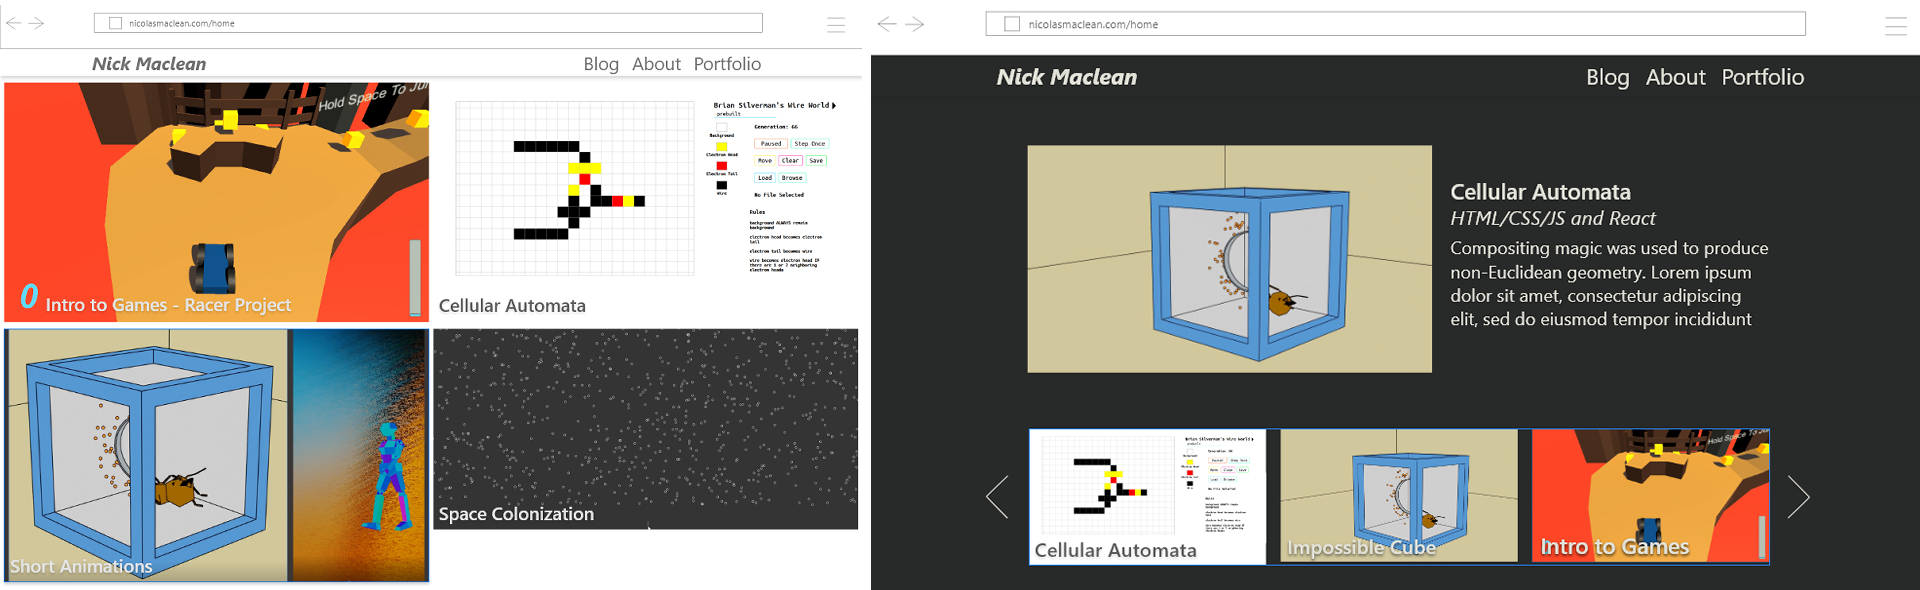 nicolasmaclean.com/home
Nick Maclean
Blog About Portfolio
Hold Space To Ju
0 Intro to Games - Racer Project
Brian Silverman's Wire World
prebuilt
Generation: 66
Background
Paused Step Once
Electron Head
Move Clear Save
Electron Tail
Load Browse
Wire
No File Selected
Rules
background ALWAYS remain
background
electron head becomes electron
tail
electron tail becomes wire
wire becomes electron head IF
there are 1 or 2 neighboring
electron heads
Cellular Automata
Short Animations
Space Colonization
nicolasmaclean.com/home
Nick Maclean
Blog About Portfolio
Cellular Automata
HTML/CSS/JS and React
Compositing magic was used to produce
non-Euclidean geometry. Lorem ipsum
dolor sit amet, consectetur adipiscing
elit, sed do eiusmod tempor incididunt
Brian Silverman's Wire World
Cellular Automata
Impossible Cube
Hold Space To Ju
Intro to Games